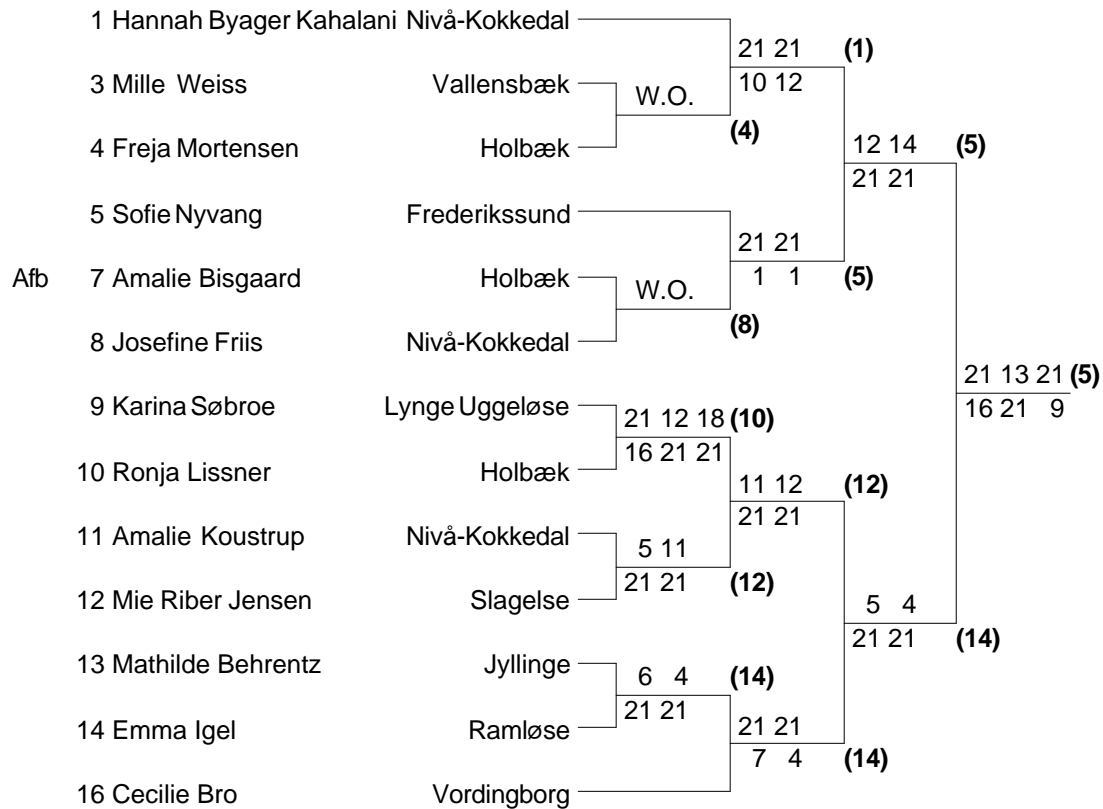 1 Hannah Byager Kahalani Nivå-Kokkedal
21 21 (1)
3 Mille Weiss Vallensbæk
10 12
W.O.
(4)
4 Freja Mortensen Holbæk
12 14 (5)
21 21
5 Sofie Nyvang Frederikssund
21 21
Afb 7 Amalie Bisgaard Holbæk
1 1 (5)
W.O.
(8)
8 Josefine Friis Nivå-Kokkedal
21 13 21 (5)
16 21 9
9 Karina Søbroe Lynge Uggeløse
21 12 18 (10)
16 21 21
10 Ronja Lissner Holbæk
11 12 (12)
21 21
11 Amalie Koustrup Nivå-Kokkedal
5 11
21 21 (12)
12 Mie Riber Jensen Slagelse
5 4
21 21 (14)
13 Mathilde Behrentz Jyllinge
6 4 (14)
21 21
14 Emma Igel Ramløse
21 21
7 4 (14)
16 Cecilie Bro Vordingborg